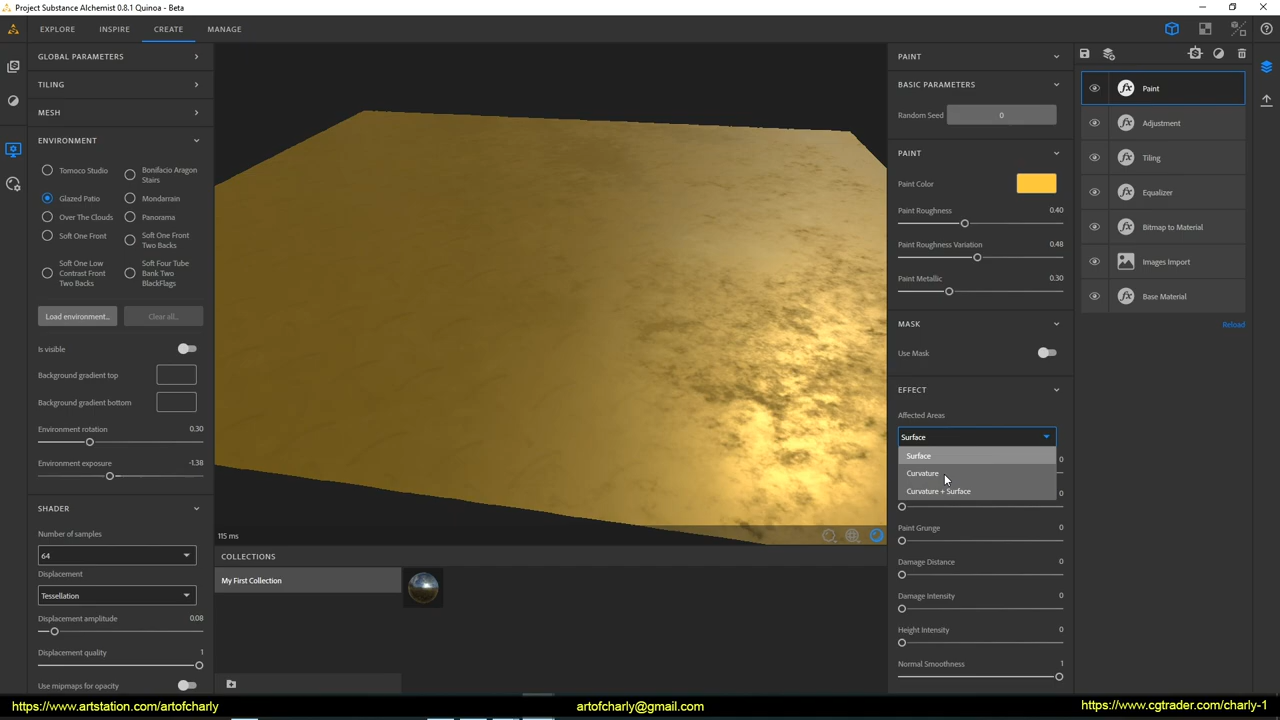 Project Substance Alchemist 0.8.1 Quinoa - Beta
EXPLORE
INSPIRE
CREATE
MANAGE
GLOBAL PARAMETERS
TILING
MESH
ENVIRONMENT
Tomoco Studio
Bonifacio Aragon
Stairs
Glazed Patio
Mondarrain
Over The Clouds
Panorama
Soft One Front
Soft One Front
Two Backs
Soft One Low
Contrast Front
Two Backs
Soft Four Tube
Bank Two
BlackFlags
Load environment...
Clear all...
Is visible
Background gradient top
Background gradient bottom
Environment rotation 0.30
Environment exposure -1.38
SHADER
Number of samples
64
Displacement
Tessellation
Displacement amplitude 0.08
Displacement quality 1
Use mipmaps for opacity
115 ms
COLLECTIONS
My First Collection
PAINT
BASIC PARAMETERS
Random Seed 0
PAINT
Paint Color
Paint Roughness 0.40
Paint Roughness Variation 0.48
Paint Metallic 0.30
MASK
Use Mask
EFFECT
Affected Areas
Surface
Surface
0
Curvature
Curvature + Surface 0
Paint Grunge 0
Damage Distance 0
Damage Intensity 0
Height Intensity 0
Normal Smoothness 1
fx Paint
fx Adjustment
fx Tiling
fx Equalizer
fx Bitmap to Material
Images Import
fx Base Material
Reload
https://www.artstation.com/artofcharly
artofcharly@gmail.com
https://www.cgtrader.com/charly-1